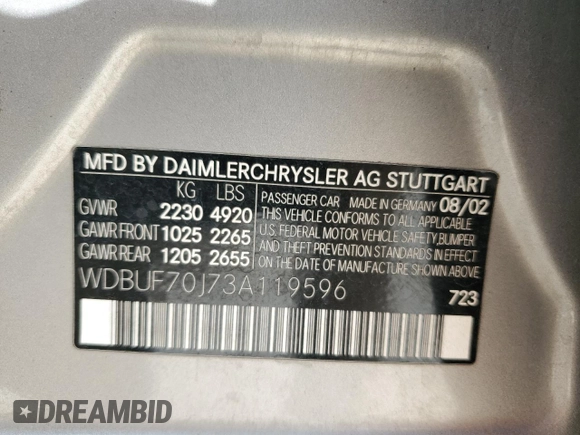 MFD BY DAIMLERCHRYSLER AG STUTTGART
KG LBS
GVWR 2230 4920
GAWR FRONT 1025 2265
GAWR REAR 1205 2655
PASSENGER CAR MADE IN GERMANY 08/02
THIS VEHICLE CONFORMS TO ALL APPLICABLE
U.S. FEDERAL MOTOR VEHICLE SAFETY, BUMPER
AND THEFT PREVENTION STANDARDS IN EFFECT
ON THE DATE OF MANUFACTURE SHOWN ABOVE.
WDBUF70J73A119596
723
DREAMBID